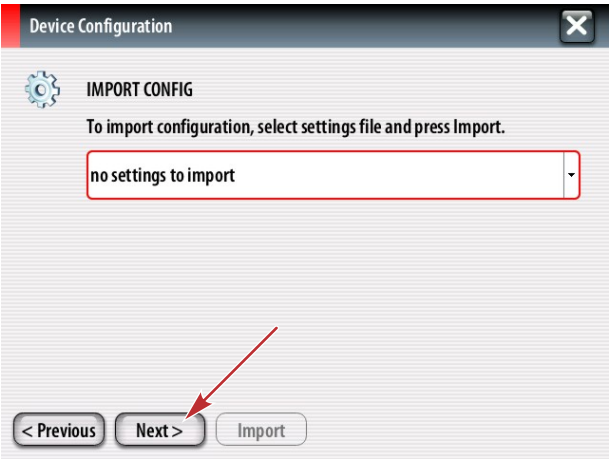 Device Configuration
IMPORT CONFIG
To import configuration, select settings file and press Import.
no settings to import
< Previous Next > Import